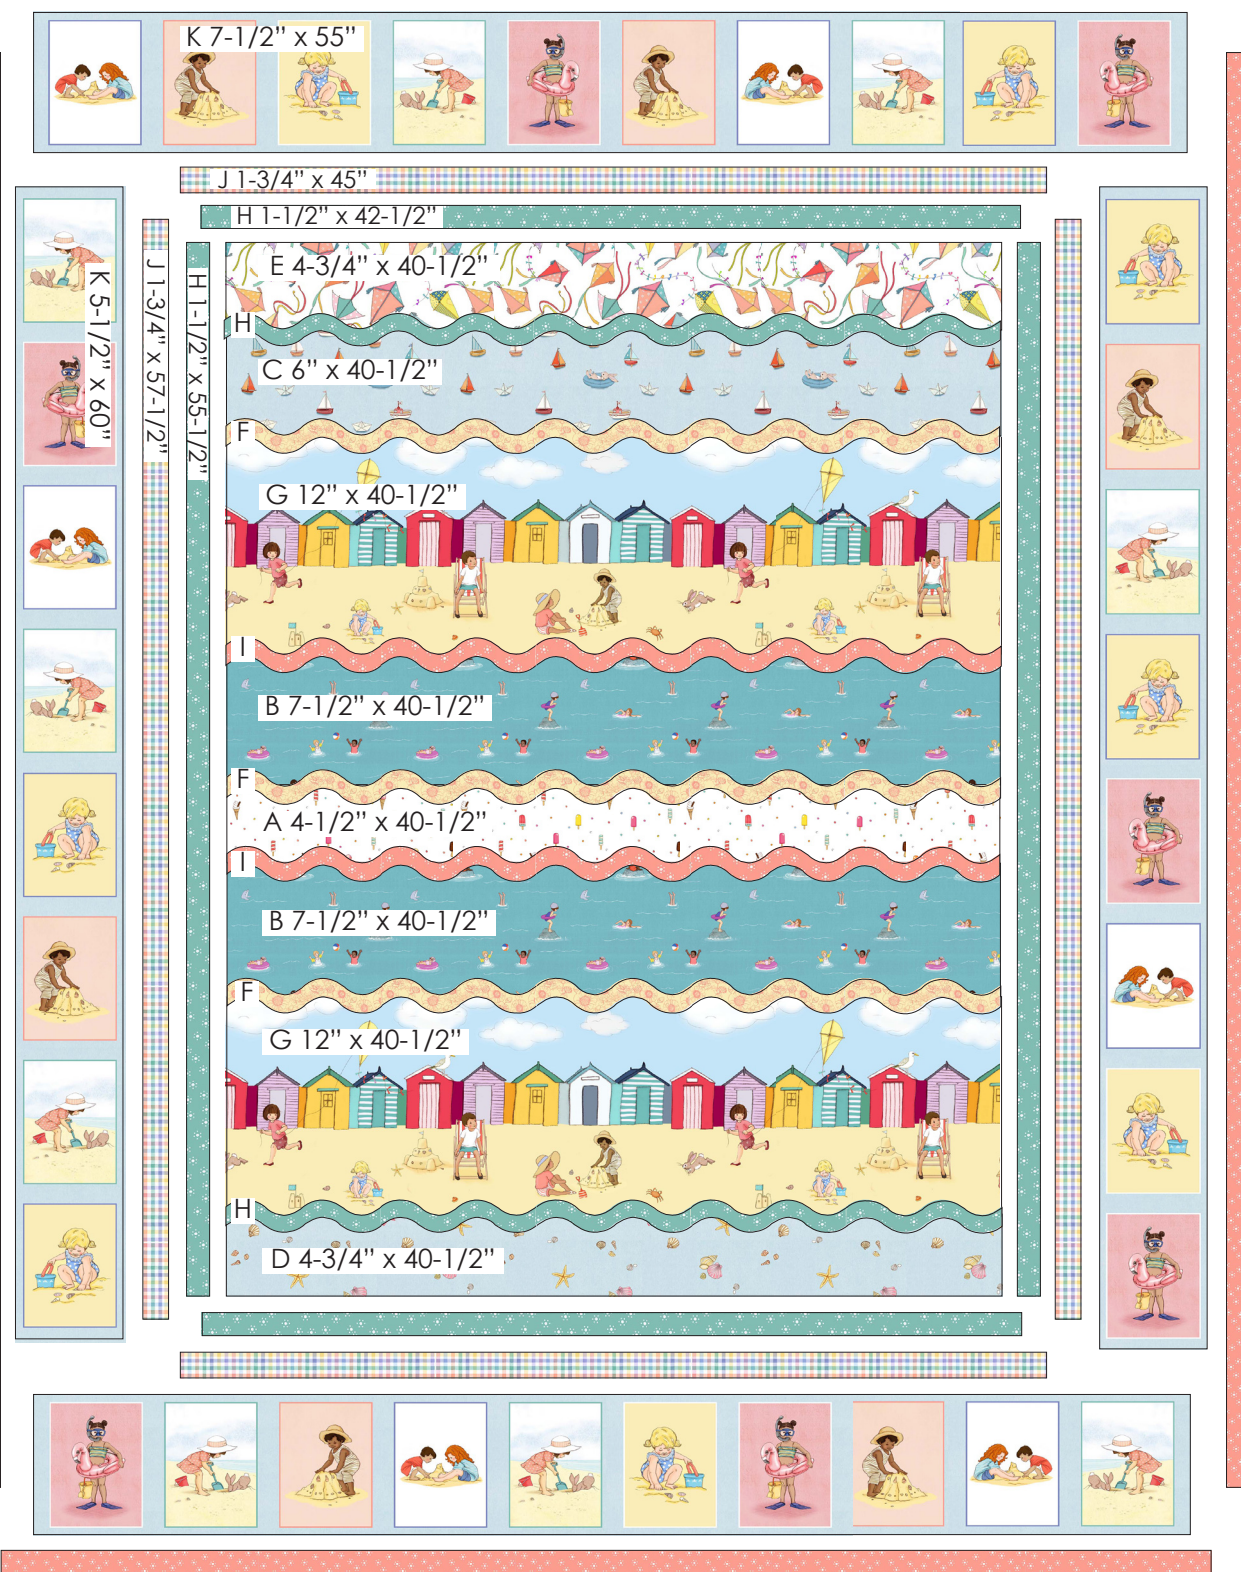 K 7-1/2” x 55”
J 1-3/4” x 45”
H 1-1/2” x 42-1/2”
K 5-1/2” x 60”
J 1-3/4” x 57-1/2”
H 1-1/2” x 55-1/2”
E 4-3/4” x 40-1/2”
H
C 6” x 40-1/2”
F
G 12” x 40-1/2”
I
B 7-1/2” x 40-1/2”
F
A 4-1/2” x 40-1/2”
I
B 7-1/2” x 40-1/2”
F
G 12” x 40-1/2”
H
D 4-3/4” x 40-1/2”